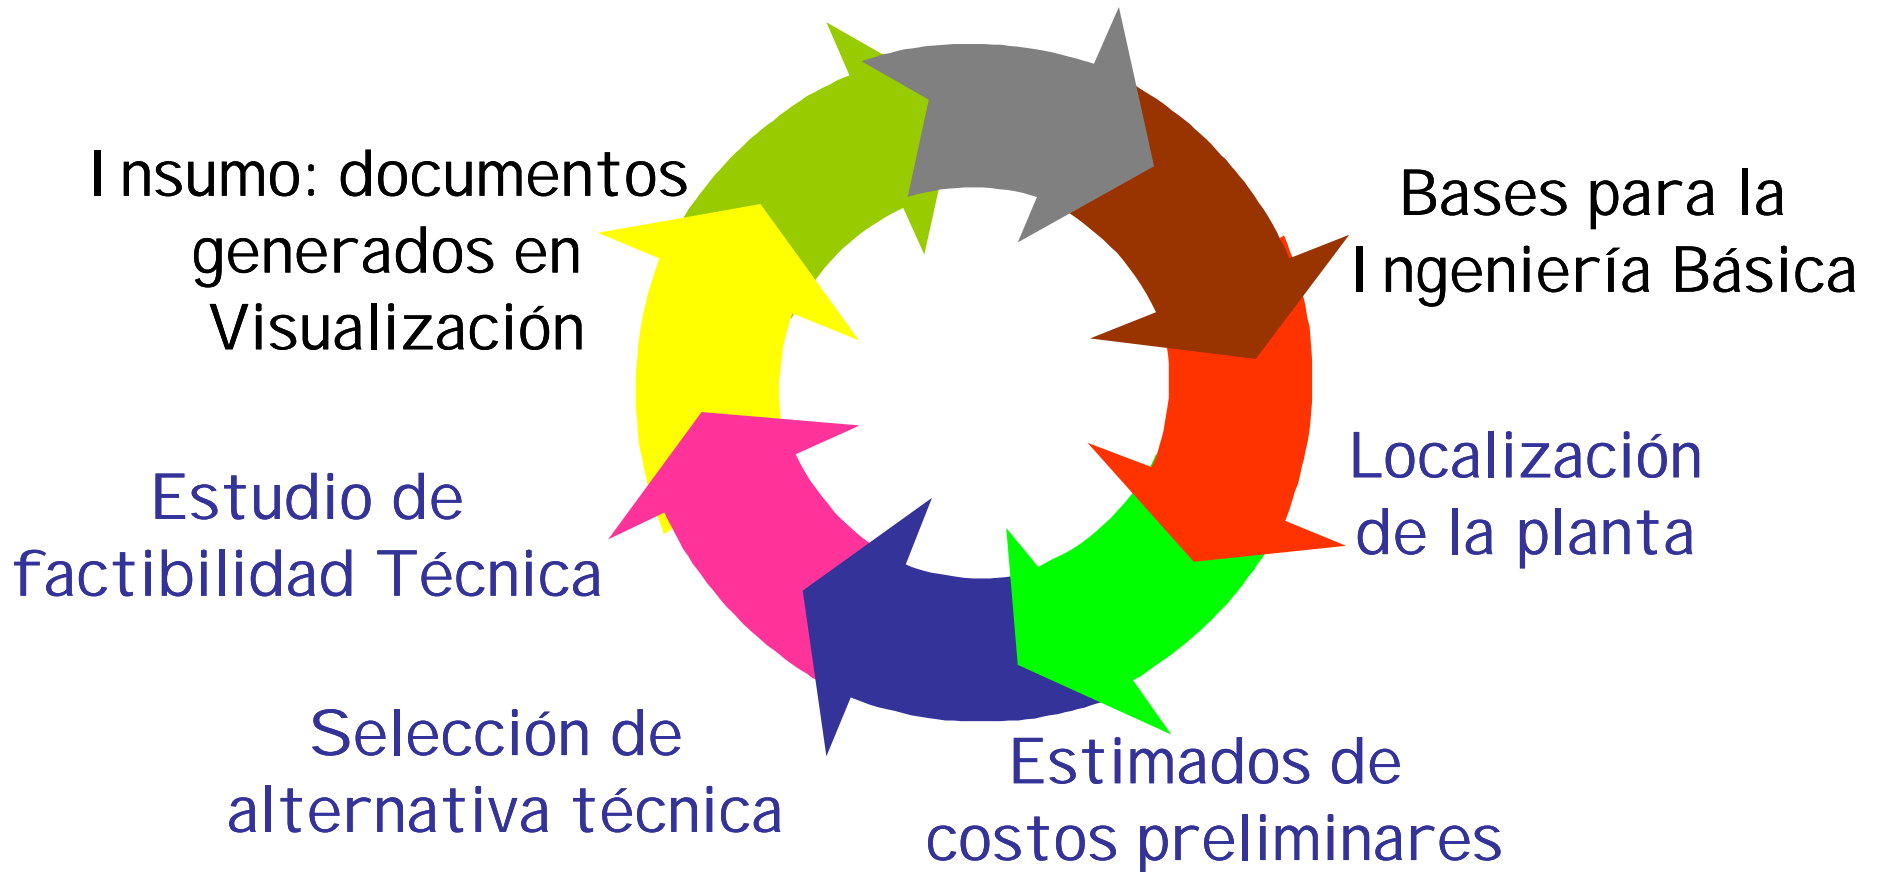 Insumo: documentos
generados en
Visualización
Bases para la
Ingeniería Básica
Estudio de
factibilidad Técnica
Localización
de la planta
Selección de
alternativa técnica
Estimados de
costos preliminares